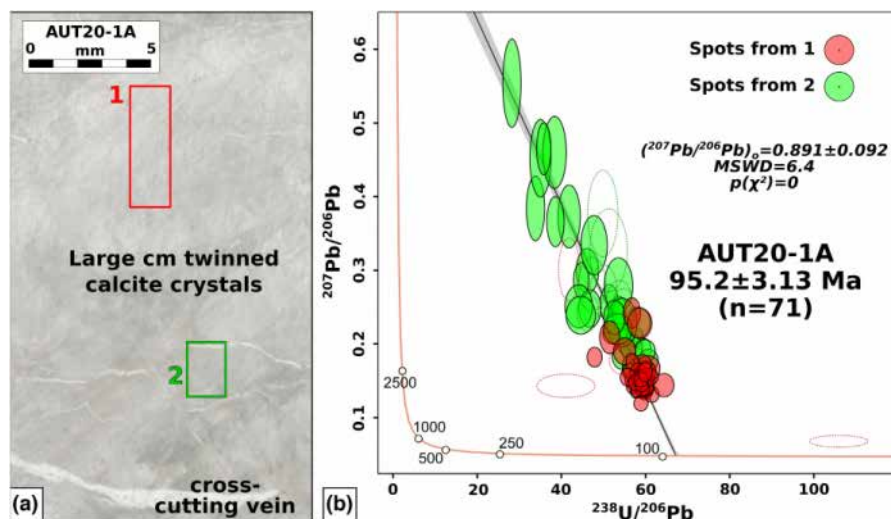 AUT20-1A
0 mm 5
1
Large cm twinned
calcite crystals
2
cross-
cutting vein
(a)
Spots from 1
Spots from 2
(²⁰⁷Pb/²⁰⁶Pb)ₒ=0.891±0.092
MSWD=6.4
p(χ²)=0
AUT20-1A
95.2±3.13 Ma
(n=71)
²⁰⁷Pb/²⁰⁶Pb
0.6
0.5
0.4
0.3
0.2
0.1
2500
1000
500
250
100
0 20 40 60 80 100
²³⁸U/²⁰⁶Pb
(b)